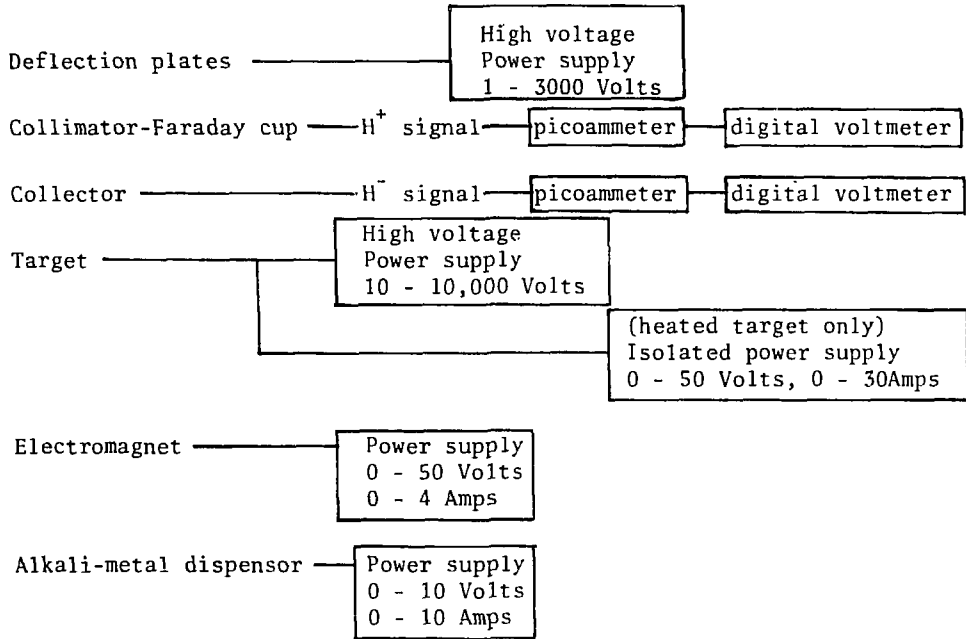 High voltage
Power supply
1 - 3000 Volts
Deflection plates
Collimator-Faraday cup H⁺ signal picoammeter digital voltmeter
Collector H⁻ signal picoammeter digital voltmeter
High voltage
Power supply
10 - 10,000 Volts
Target
(heated target only)
Isolated power supply
0 - 50 Volts, 0 - 30Amps
Electromagnet
Power supply
0 - 50 Volts
0 - 4 Amps
Alkali-metal dispensor
Power supply
0 - 10 Volts
0 - 10 Amps